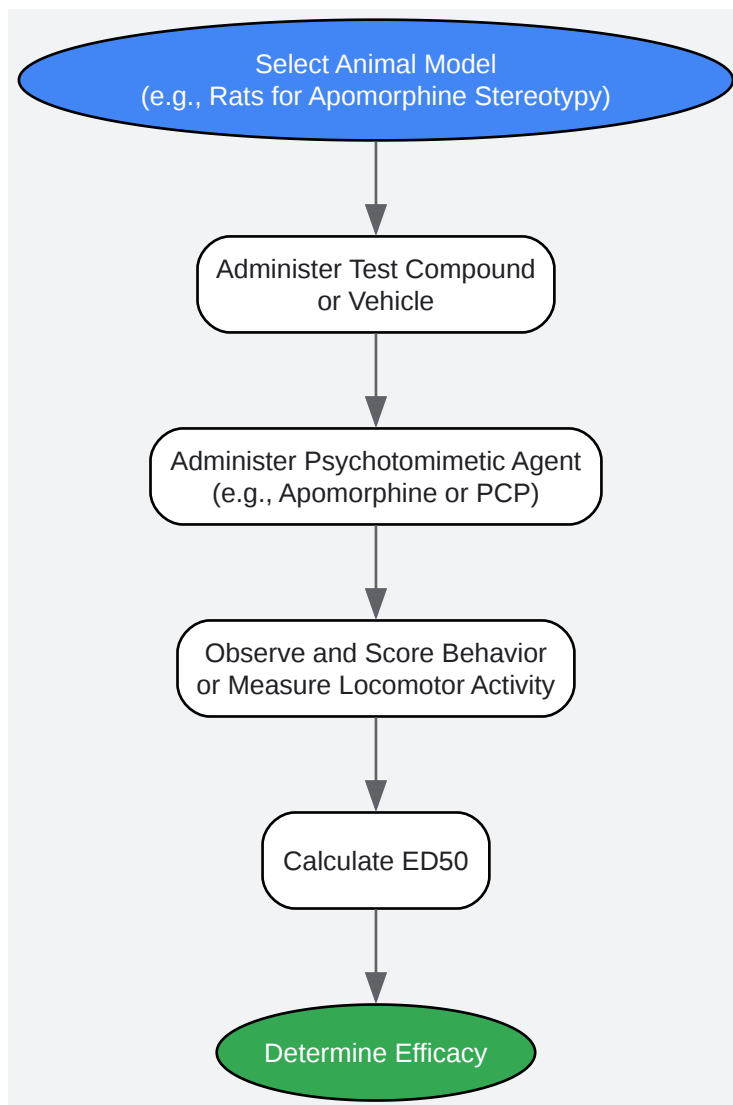 Select Animal Model
(e.g., Rats for Apomorphine Stereotypy)
Administer Test Compound
or Vehicle
Administer Psychotomimetic Agent
(e.g., Apomorphine or PCP)
Observe and Score Behavior
or Measure Locomotor Activity
Calculate ED50
Determine Efficacy